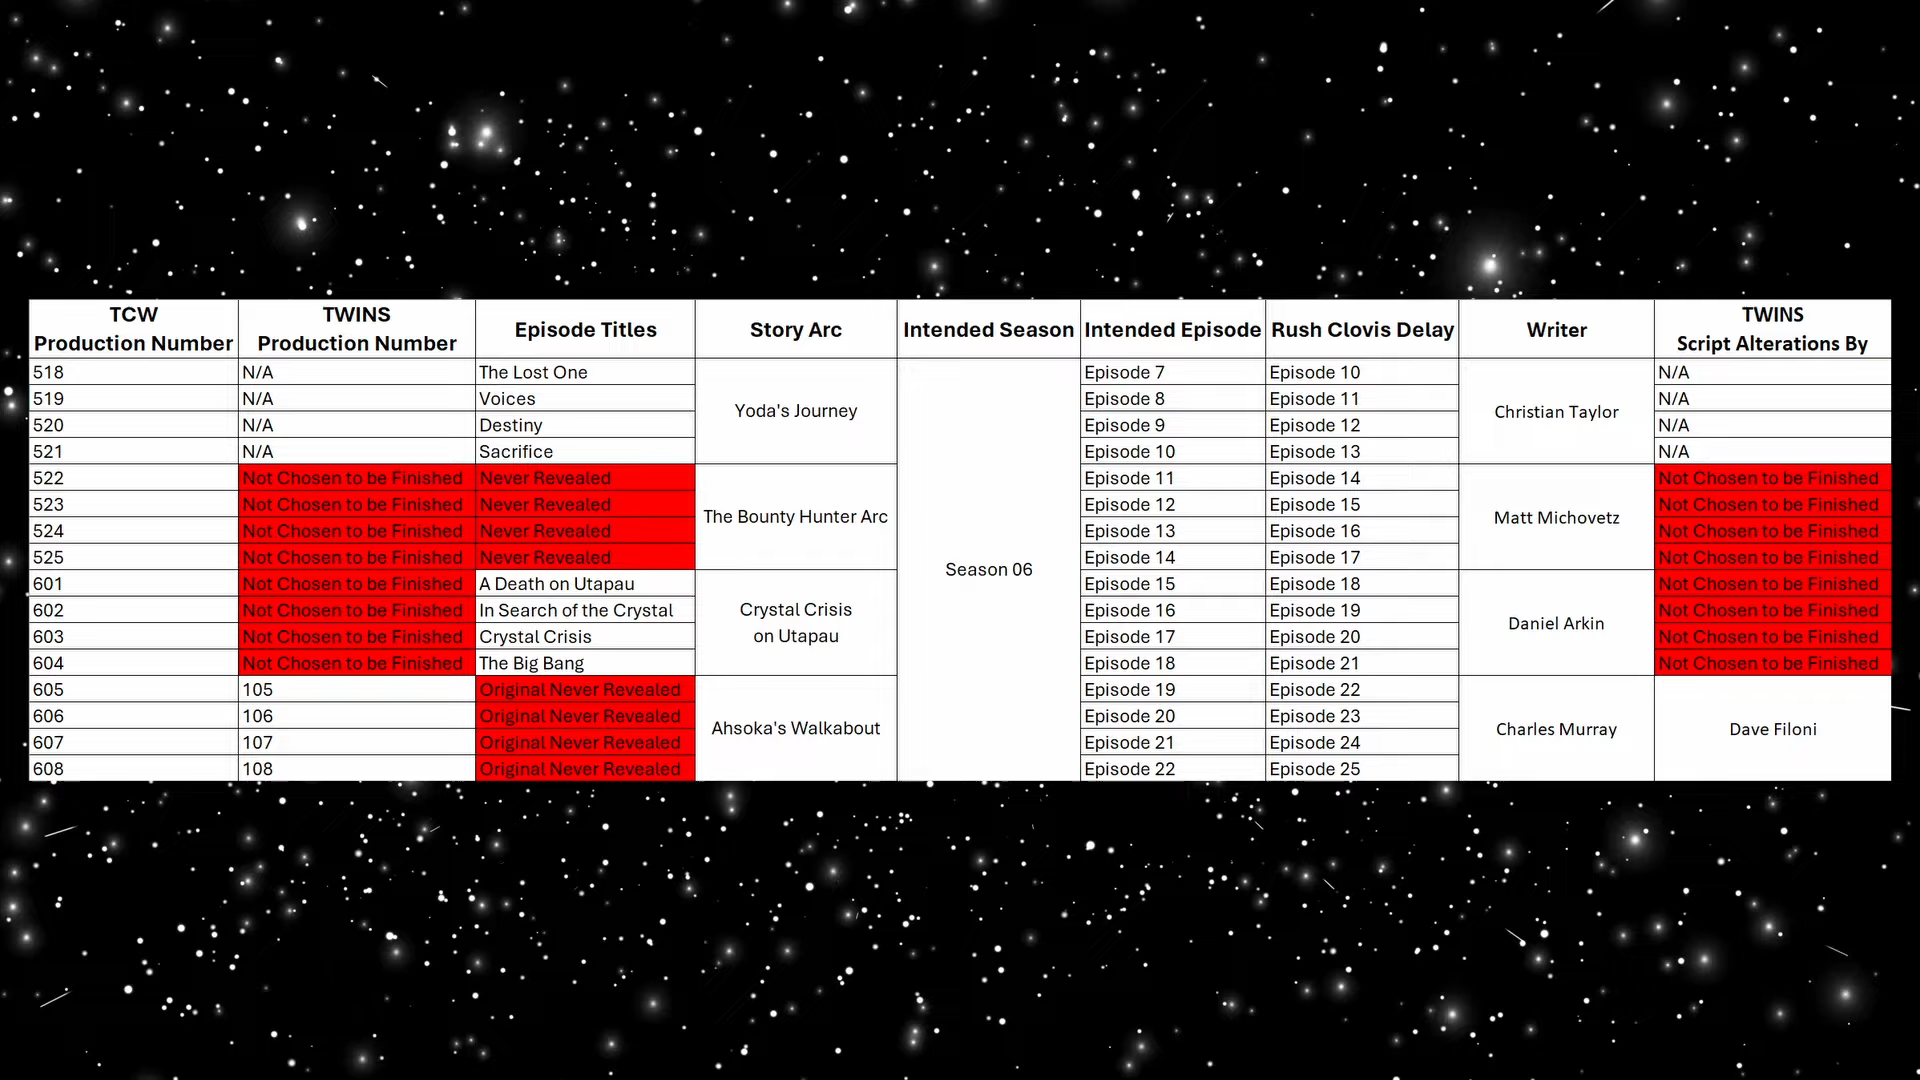 TCW
Production Number
TWINS
Production Number
Episode Titles
Story Arc
Intended Season
Intended Episode
Rush Clovis Delay
Writer
TWINS
Script Alterations By
518 N/A The Lost One Episode 7 Episode 10 N/A
519 N/A Voices Episode 8 Episode 11 N/A
Yoda's Journey Christian Taylor
520 N/A Destiny Episode 9 Episode 12 N/A
521 N/A Sacrifice Episode 10 Episode 13 N/A
522 Not Chosen to be Finished Never Revealed Episode 11 Episode 14 Not Chosen to be Finished
523 Not Chosen to be Finished Never Revealed Episode 12 Episode 15 Not Chosen to be Finished
The Bounty Hunter Arc Matt Michovetz
524 Not Chosen to be Finished Never Revealed Episode 13 Episode 16 Not Chosen to be Finished
525 Not Chosen to be Finished Never Revealed Episode 14 Episode 17 Not Chosen to be Finished
Season 06
601 Not Chosen to be Finished A Death on Utapau Episode 15 Episode 18 Not Chosen to be Finished
602 Not Chosen to be Finished In Search of the Crystal Crystal Crisis Episode 16 Episode 19 Not Chosen to be Finished
Daniel Arkin
603 Not Chosen to be Finished Crystal Crisis on Utapau Episode 17 Episode 20 Not Chosen to be Finished
604 Not Chosen to be Finished The Big Bang Episode 18 Episode 21 Not Chosen to be Finished
605 105 Original Never Revealed Episode 19 Episode 22
606 106 Original Never Revealed Episode 20 Episode 23
Ahsoka's Walkabout Charles Murray Dave Filoni
607 107 Original Never Revealed Episode 21 Episode 24
608 108 Original Never Revealed Episode 22 Episode 25